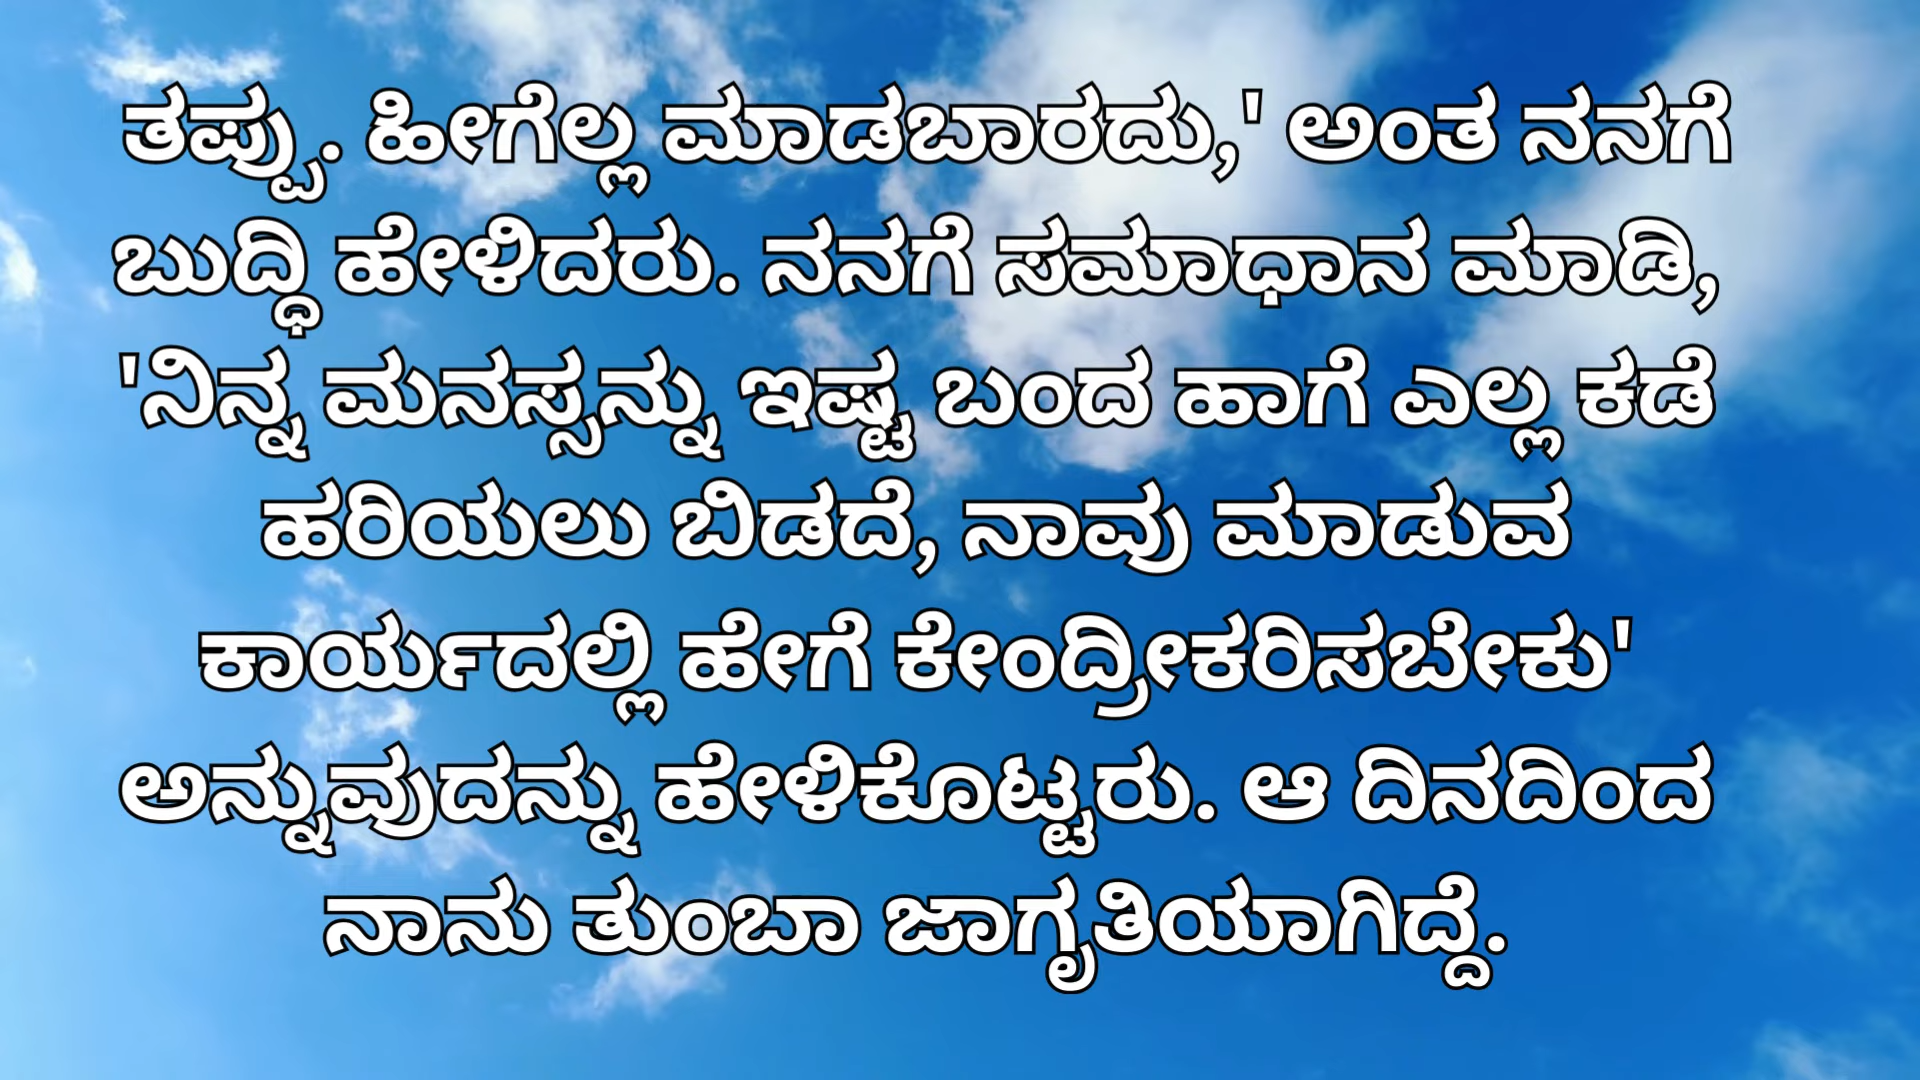 ತಪ್ಪು. ಹೀಗೆಲ್ಲ ಮಾಡಬಾರದು,' ಅಂತ ನನಗೆ
ಬುದ್ಧಿ ಹೇಳಿದರು. ನನಗೆ ಸಮಾಧಾನ ಮಾಡಿ,
'ನಿನ್ನ ಮನಸ್ಸನ್ನು ಇಷ್ಟ ಬಂದ ಹಾಗೆ ಎಲ್ಲ ಕಡೆ
ಹರಿಯಲು ಬಿಡದೆ, ನಾವು ಮಾಡುವ
ಕಾರ್ಯದಲ್ಲಿ ಹೇಗೆ ಕೇಂದ್ರೀಕರಿಸಬೇಕು'
ಅನ್ನುವುದನ್ನು ಹೇಳಿಕೊಟ್ಟರು. ಆ ದಿನದಿಂದ
ನಾನು ತುಂಬಾ ಜಾಗೃತಿಯಾಗಿದ್ದೆ.